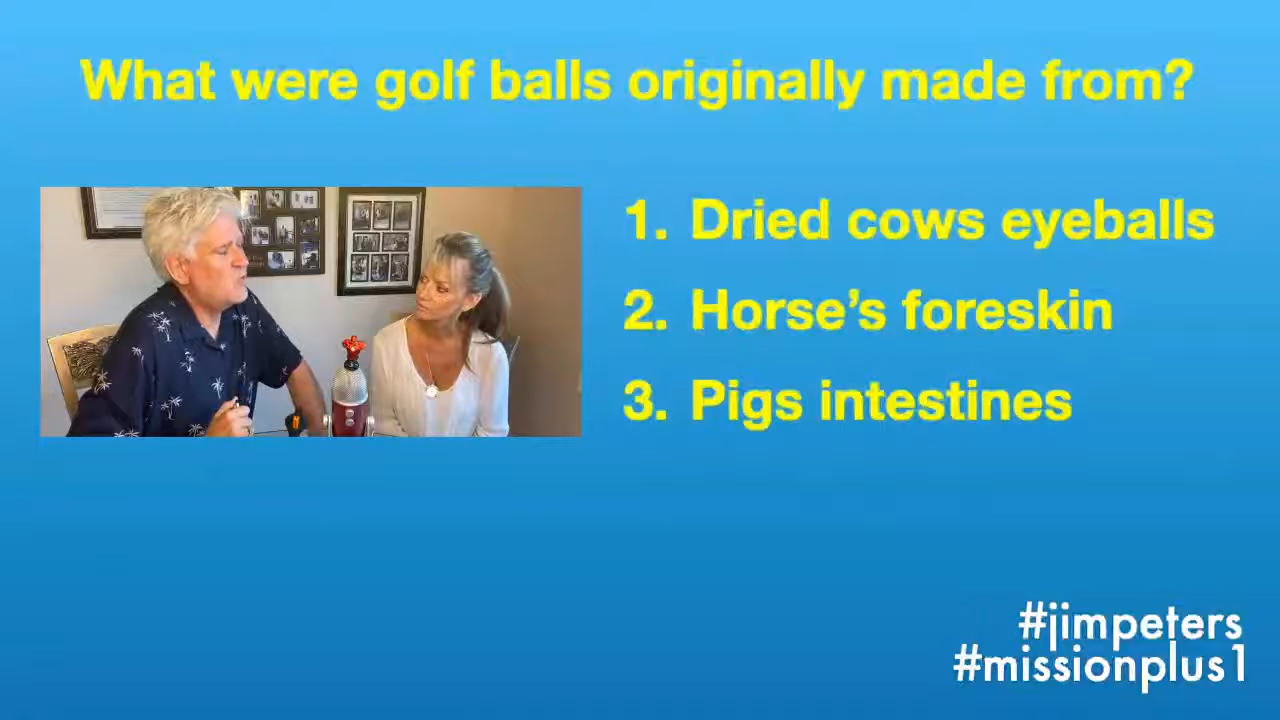 What were golf balls originally made from?
1. Dried cows eyeballs
2. Horse's foreskin
3. Pigs intestines
#jimpeters
#missionplus1